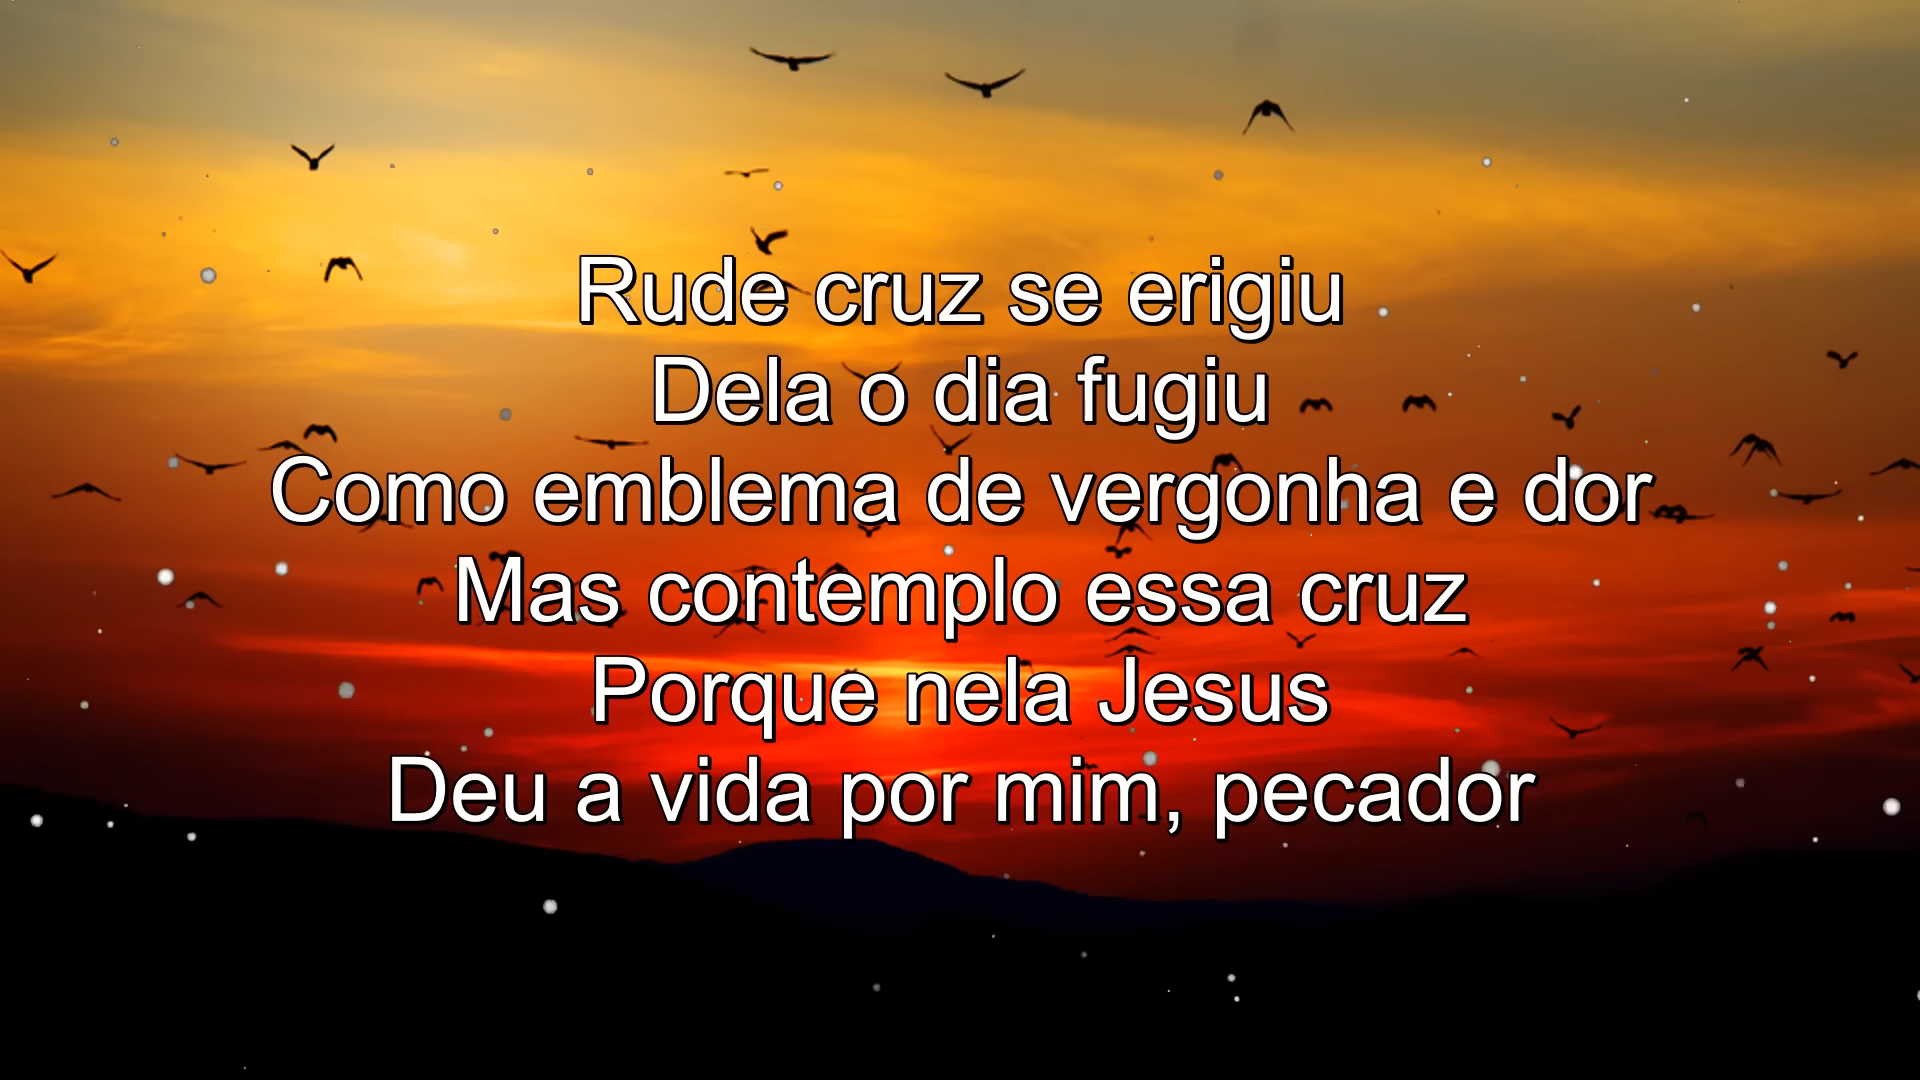 Rude cruz se erigiu
Dela o dia fugiu
Como emblema de vergonha e dor
Mas contemplo essa cruz
Porque nela Jesus
Deu a vida por mim, pecador